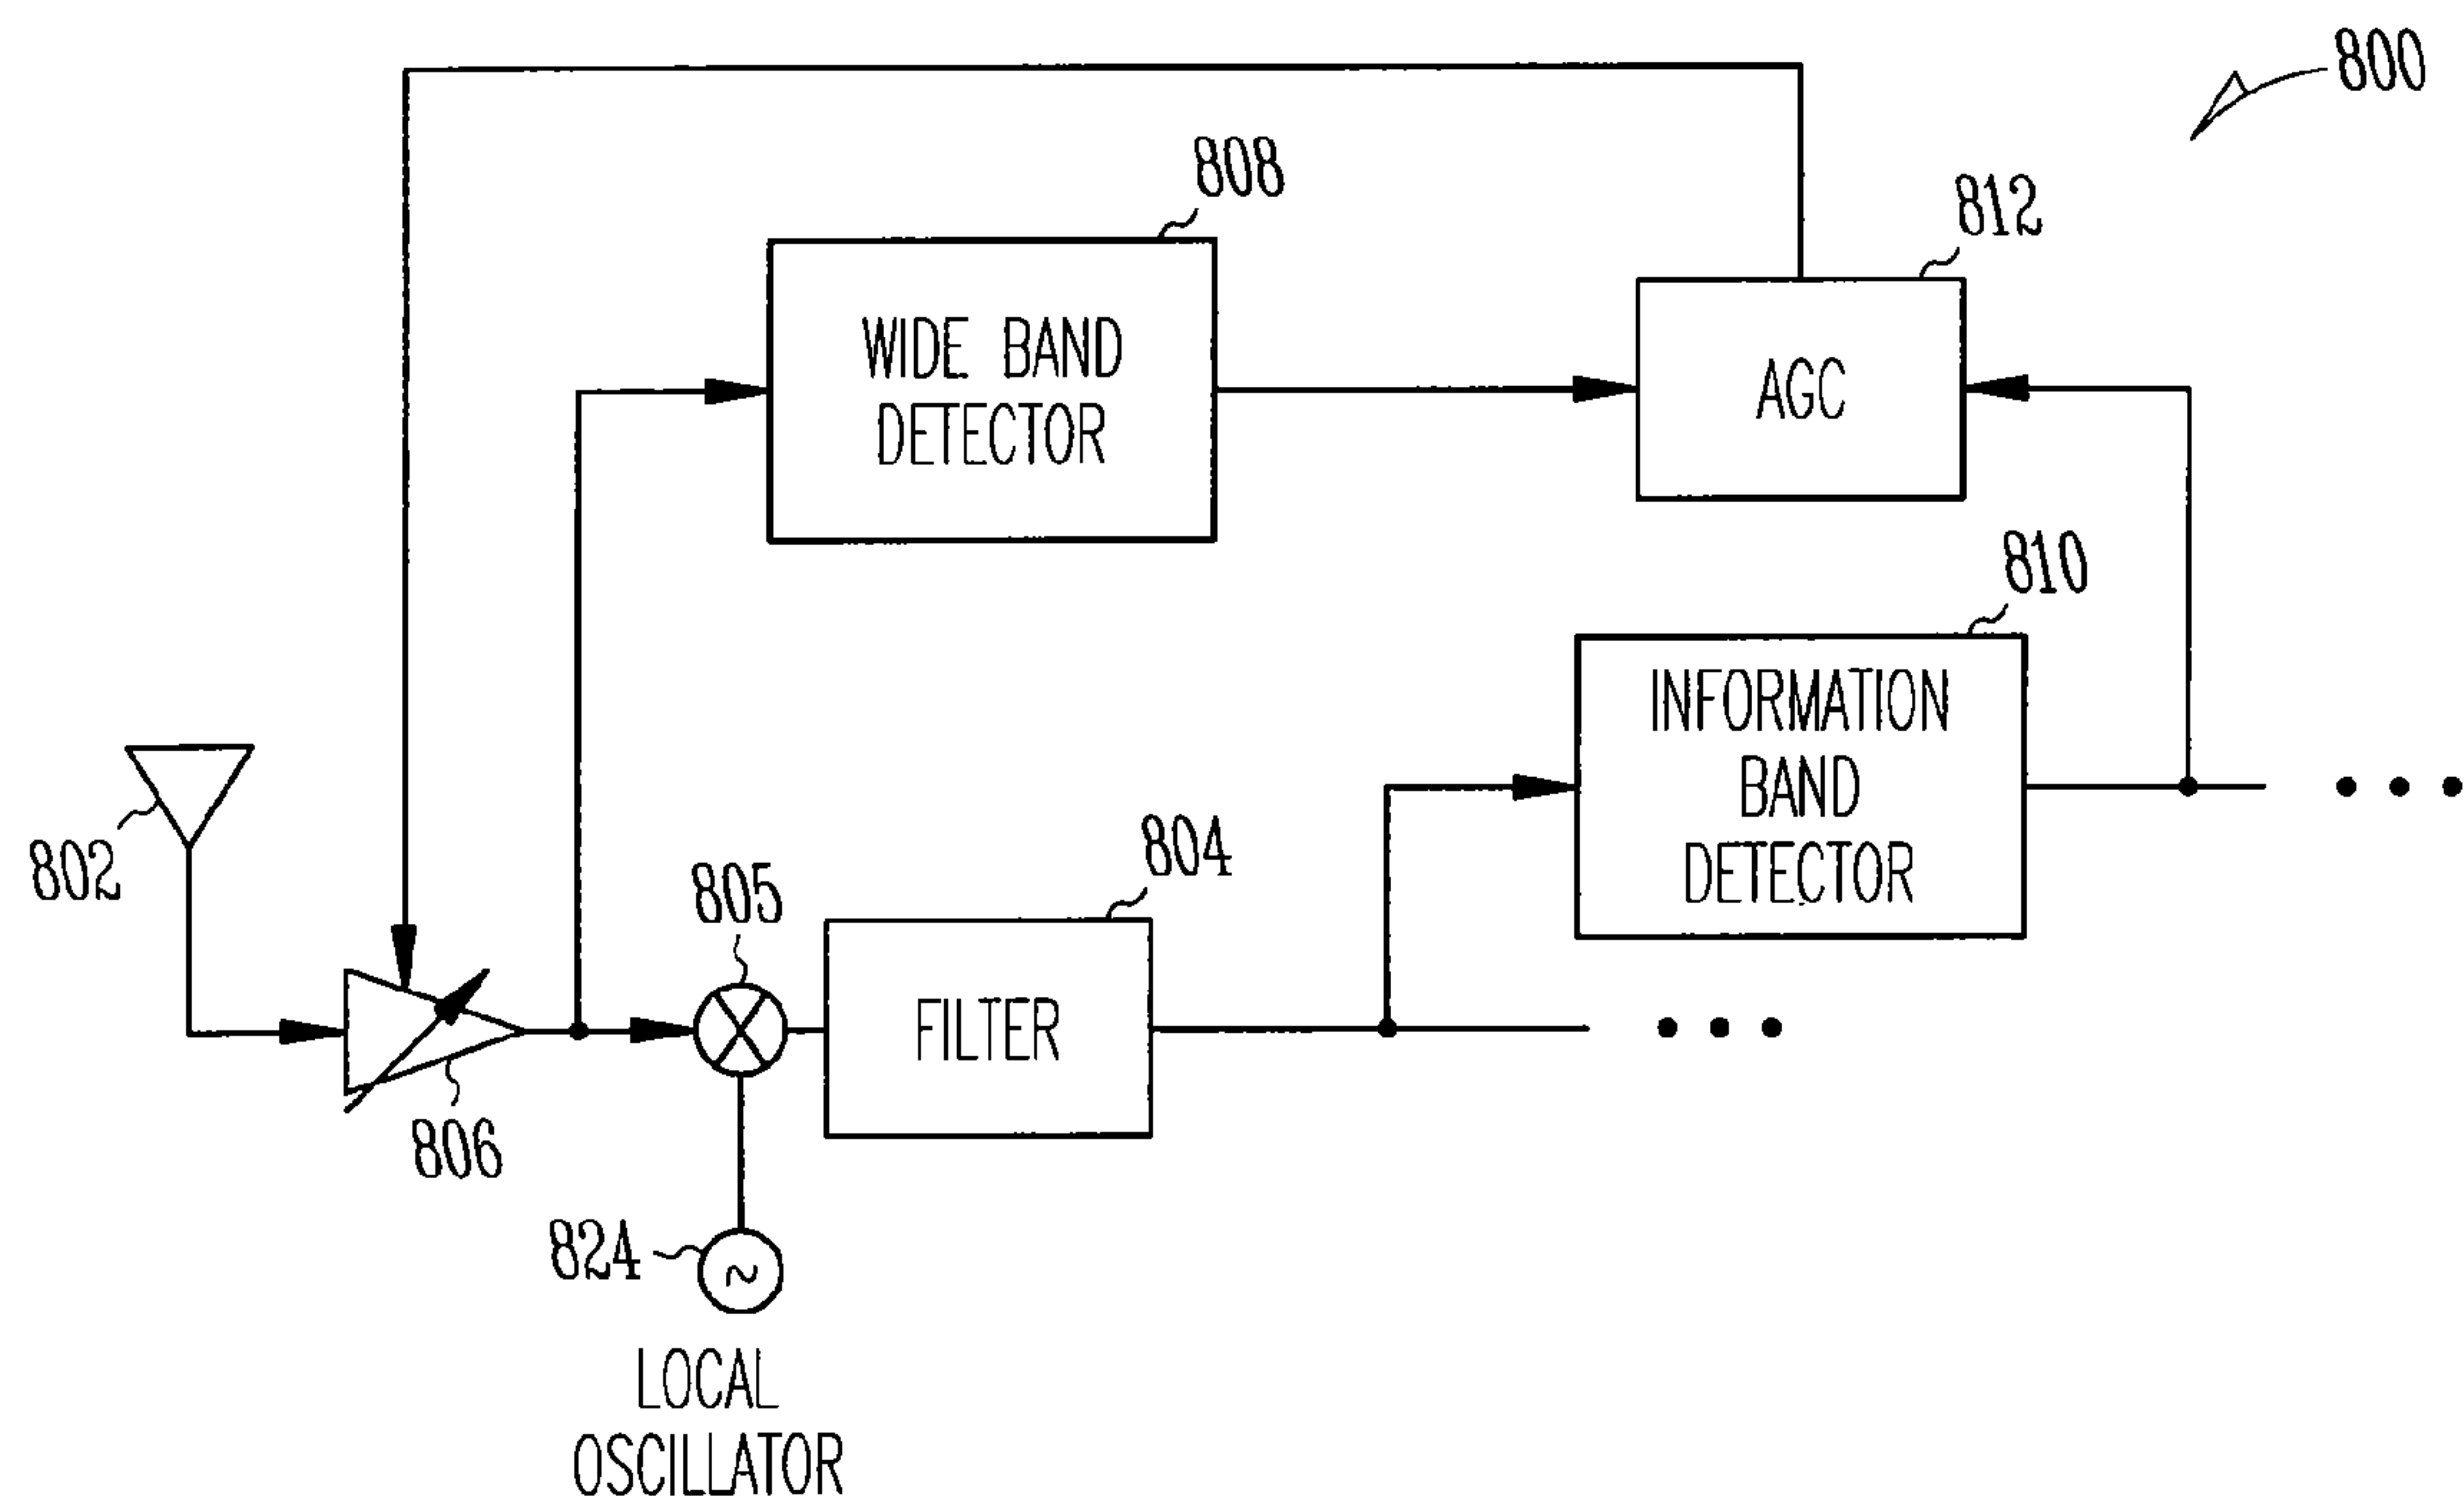 800
808
812
WIDE BAND
DETECTOR
AGC
810
INFORMATION
BAND
DETECTOR
802
804
805
FILTER
806
824
LOCAL
OSCILLATOR